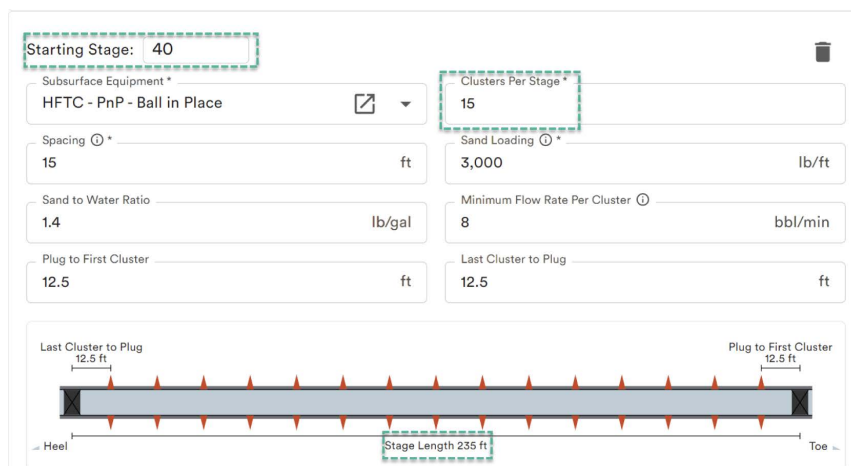 Starting Stage: 40
Subsurface Equipment *
HFTC - PnP - Ball in Place
Clusters Per Stage *
15
Spacing ⓘ *
15 ft
Sand Loading ⓘ *
3,000 lb/ft
Sand to Water Ratio
1.4 lb/gal
Minimum Flow Rate Per Cluster ⓘ
8 bbl/min
Plug to First Cluster
12.5 ft
Last Cluster to Plug
12.5 ft
Last Cluster to Plug
12.5 ft
Plug to First Cluster
12.5 ft
Heel
Stage Length 235 ft
Toe